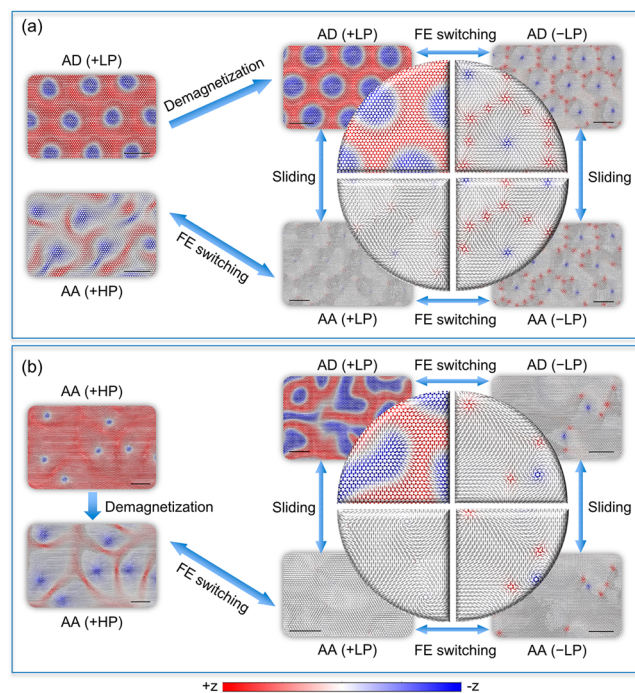 (a)
AD (+LP)
AD (+LP)
FE switching
AD (−LP)
Demagnetization
Sliding
Sliding
AA (+HP)
FE switching
AA (+LP)
FE switching
AA (−LP)
(b)
AA (+HP)
AD (+LP)
FE switching
AD (−LP)
Demagnetization
Sliding
Sliding
AA (+HP)
FE switching
AA (+LP)
FE switching
AA (−LP)
+z
-z